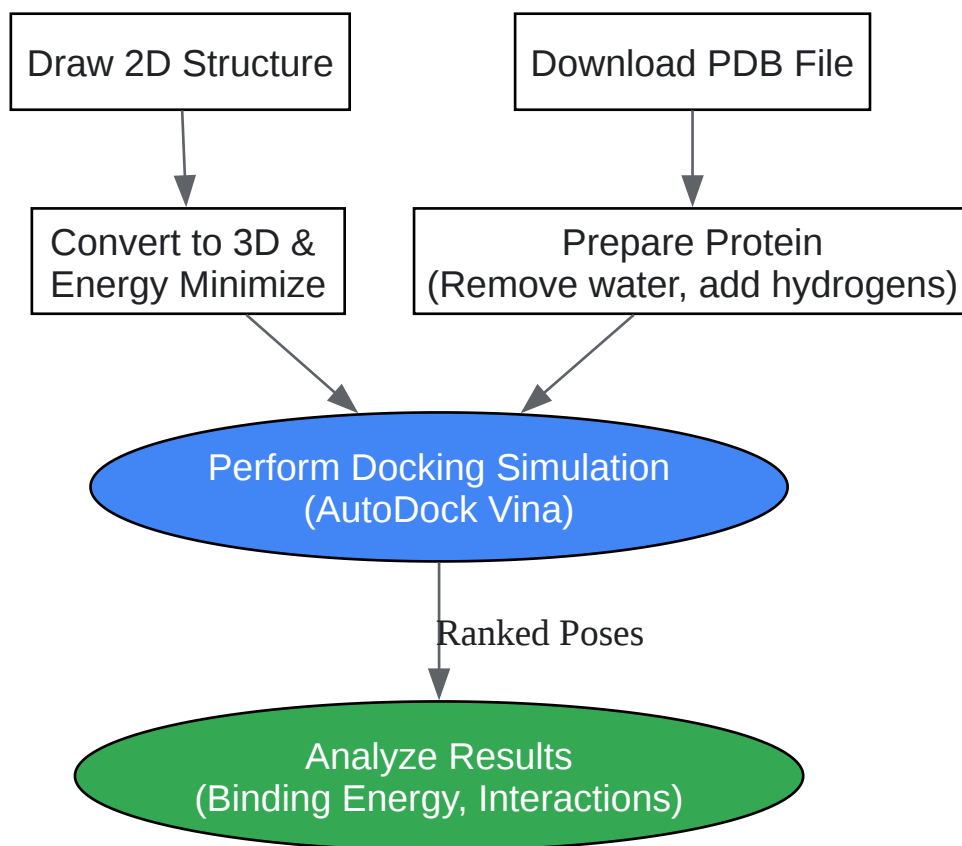 Draw 2D Structure
Download PDB File
Convert to 3D &
Energy Minimize
Prepare Protein
(Remove water, add hydrogens)
Perform Docking Simulation
(AutoDock Vina)
Ranked Poses
Analyze Results
(Binding Energy, Interactions)